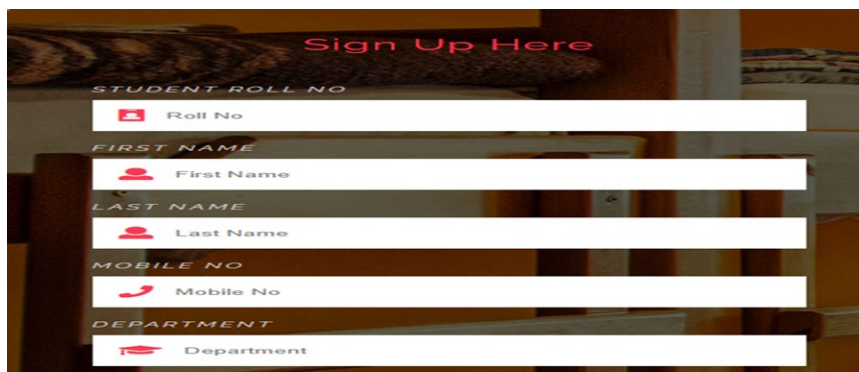 Sign Up Here
STUDENT ROLL NO
Roll No
FIRST NAME
First Name
LAST NAME
Last Name
MOBILE NO
Mobile No
DEPARTMENT
Department